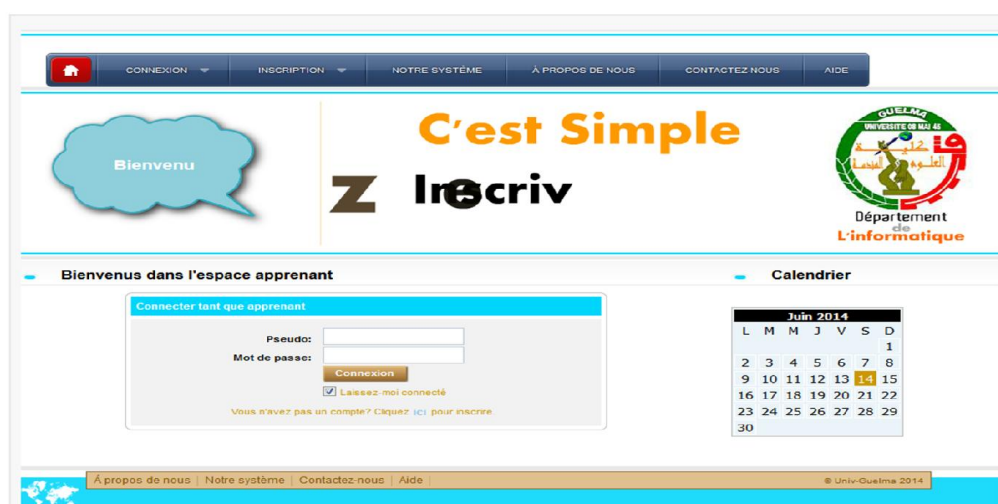 CONNEXION INSCRIPTION NOTRE SYSTÈME À PROPOS DE NOUS CONTACTEZ NOUS AIDE
Bienvenu
C'est Simple
Inscriv
z e
GUELMA
UNIVERSITE 08 MAI 45
Département
de
L'informatique
Bienvenus dans l'espace apprenant
Connecter tant que apprenant
Pseudo:
Mot de passe:
Connexion
Laissez-moi connecté
Vous n'avez pas un compte? Cliquez ici pour inscrire
Calendrier
Juin 2014
L M M J V S D
1
2 3 4 5 6 7 8
9 10 11 12 13 14 15
16 17 18 19 20 21 22
23 24 25 26 27 28 29
30
À propos de nous | Notre système | Contactez-nous | Aide |
© Univ-Guelma 2014